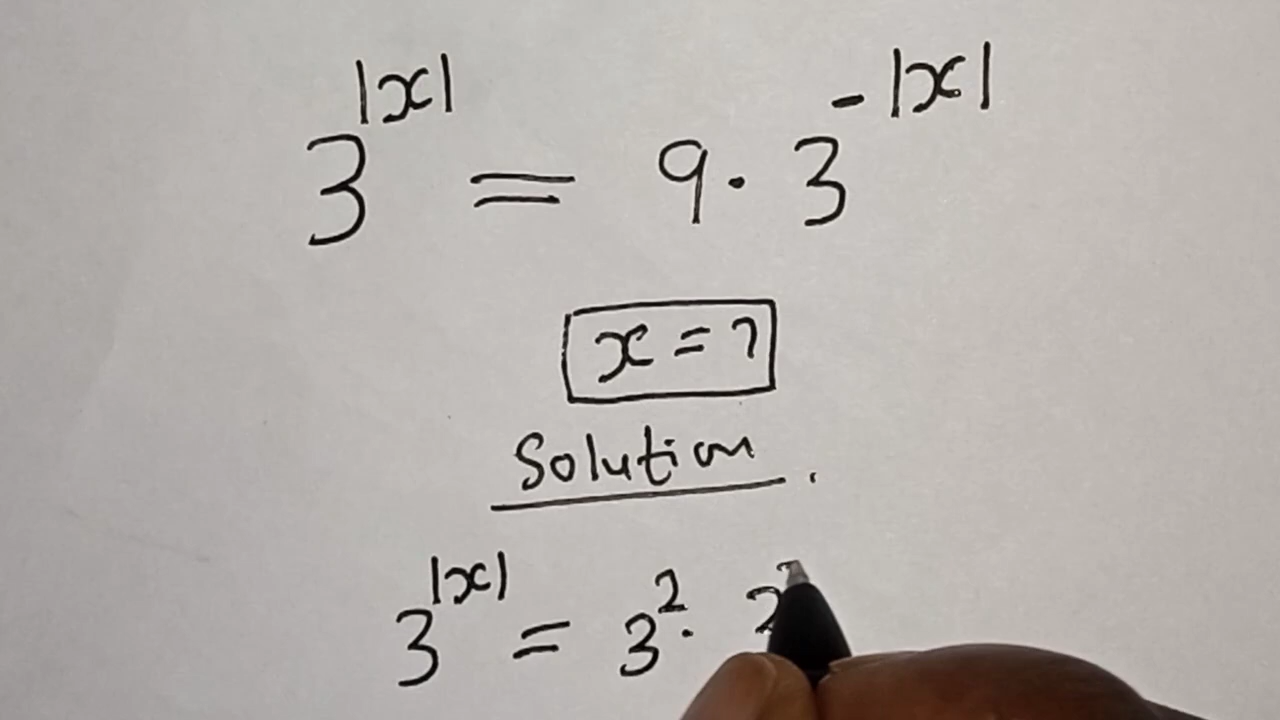 3^|x| = 9 · 3^-|x|
x = ?
Solution.
3^|x| = 3^2 ·